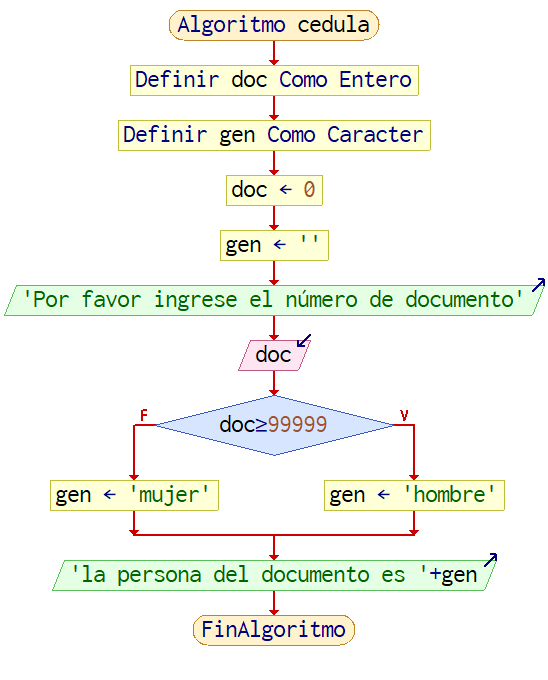 Algoritmo cedula
Definir doc Como Entero
Definir gen Como Caracter
doc ← 0
gen ← ''
'Por favor ingrese el número de documento'
doc
doc≥99999
F
V
gen ← 'mujer'
gen ← 'hombre'
'la persona del documento es '+gen
FinAlgoritmo